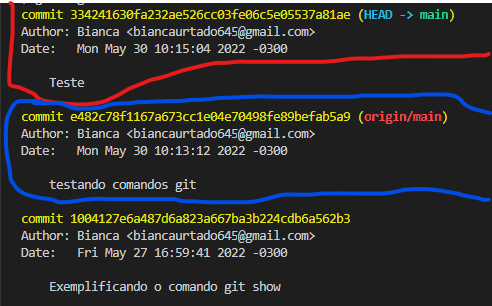 commit 334241630fa232ae526cc03fe06c5e05537a81ae (HEAD -> main)
Author: Bianca <biancaurtado645@gmail.com>
Date:   Mon May 30 10:15:04 2022 -0300
Teste
commit e482c78f1167a673cc1e04e70498fe89befab5a9 (origin/main)
Author: Bianca <biancaurtado645@gmail.com>
Date:   Mon May 30 10:13:12 2022 -0300
testando comandos git
commit 1004127e6a487d6a823a667ba3b224cdb6a562b3
Author: Bianca <biancaurtado645@gmail.com>
Date:   Fri May 27 16:59:41 2022 -0300
Exemplificando o comando git show